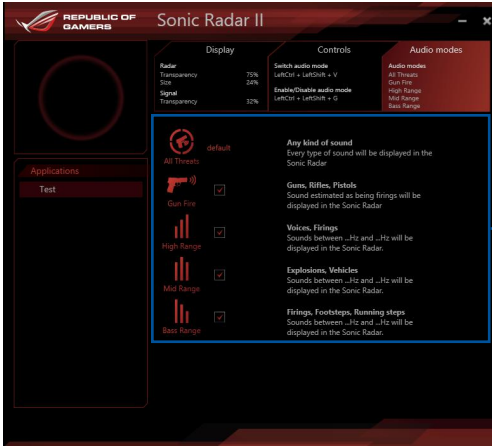 REPUBLIC OF
GAMERS
Sonic Radar II
Display
Radar
Transparency 75%
Size 24%
Signal
Transparency 32%
Controls
Switch audio mode
LeftCtrl + LeftShift + V
Enable/Disable audio mode
LeftCtrl + LeftShift + G
Audio modes
Audio modes
All Threats
Gun Fire
High Range
Mid Range
Bass Range
Applications
Test
All Threats
default
Any kind of sound
Every type of sound will be displayed in the
Sonic Radar
Gun Fire
Guns, Rifles, Pistols
Sound estimated as being firings will be
displayed in the Sonic Radar
High Range
Voices, Firings
Sounds between ...Hz and ...Hz will be
displayed in the Sonic Radar.
Mid Range
Explosions, Vehicles
Sounds between ...Hz and ...Hz will be
displayed in the Sonic Radar.
Bass Range
Firings, Footsteps, Running steps
Sounds between ...Hz and ...Hz will be
displayed in the Sonic Radar.